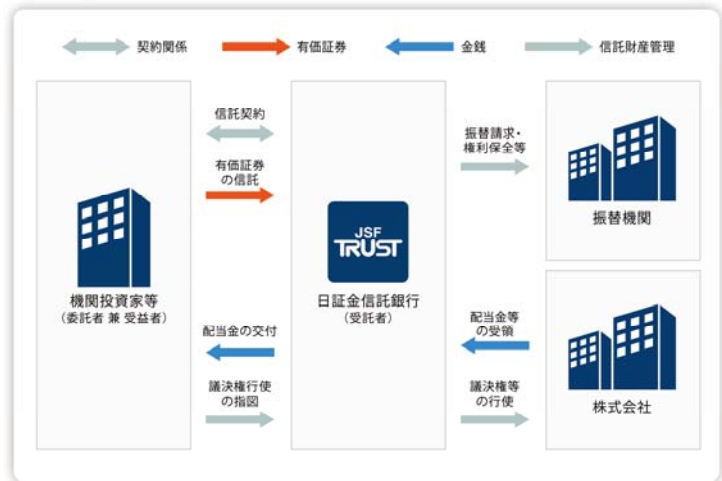 契約関係
有価証券
金銭
信託財産管理
信託契約
有価証券
の信託
機関投資家等
(委託者 兼 受益者)
配当金の交付
議決権行使
の指図
JSF
TRUST
日証金信託銀行
(受託者)
振替請求・
権利保全等
振替機関
配当金等
の受領
議決権等
の行使
株式会社